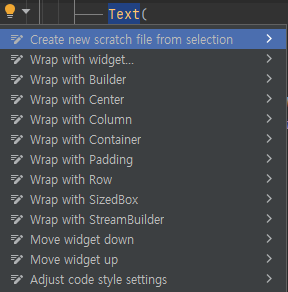 Text(
Create new scratch file from selection
Wrap with widget...
Wrap with Builder
Wrap with Center
Wrap with Column
Wrap with Container
Wrap with Padding
Wrap with Row
Wrap with SizedBox
Wrap with StreamBuilder
Move widget down
Move widget up
Adjust code style settings